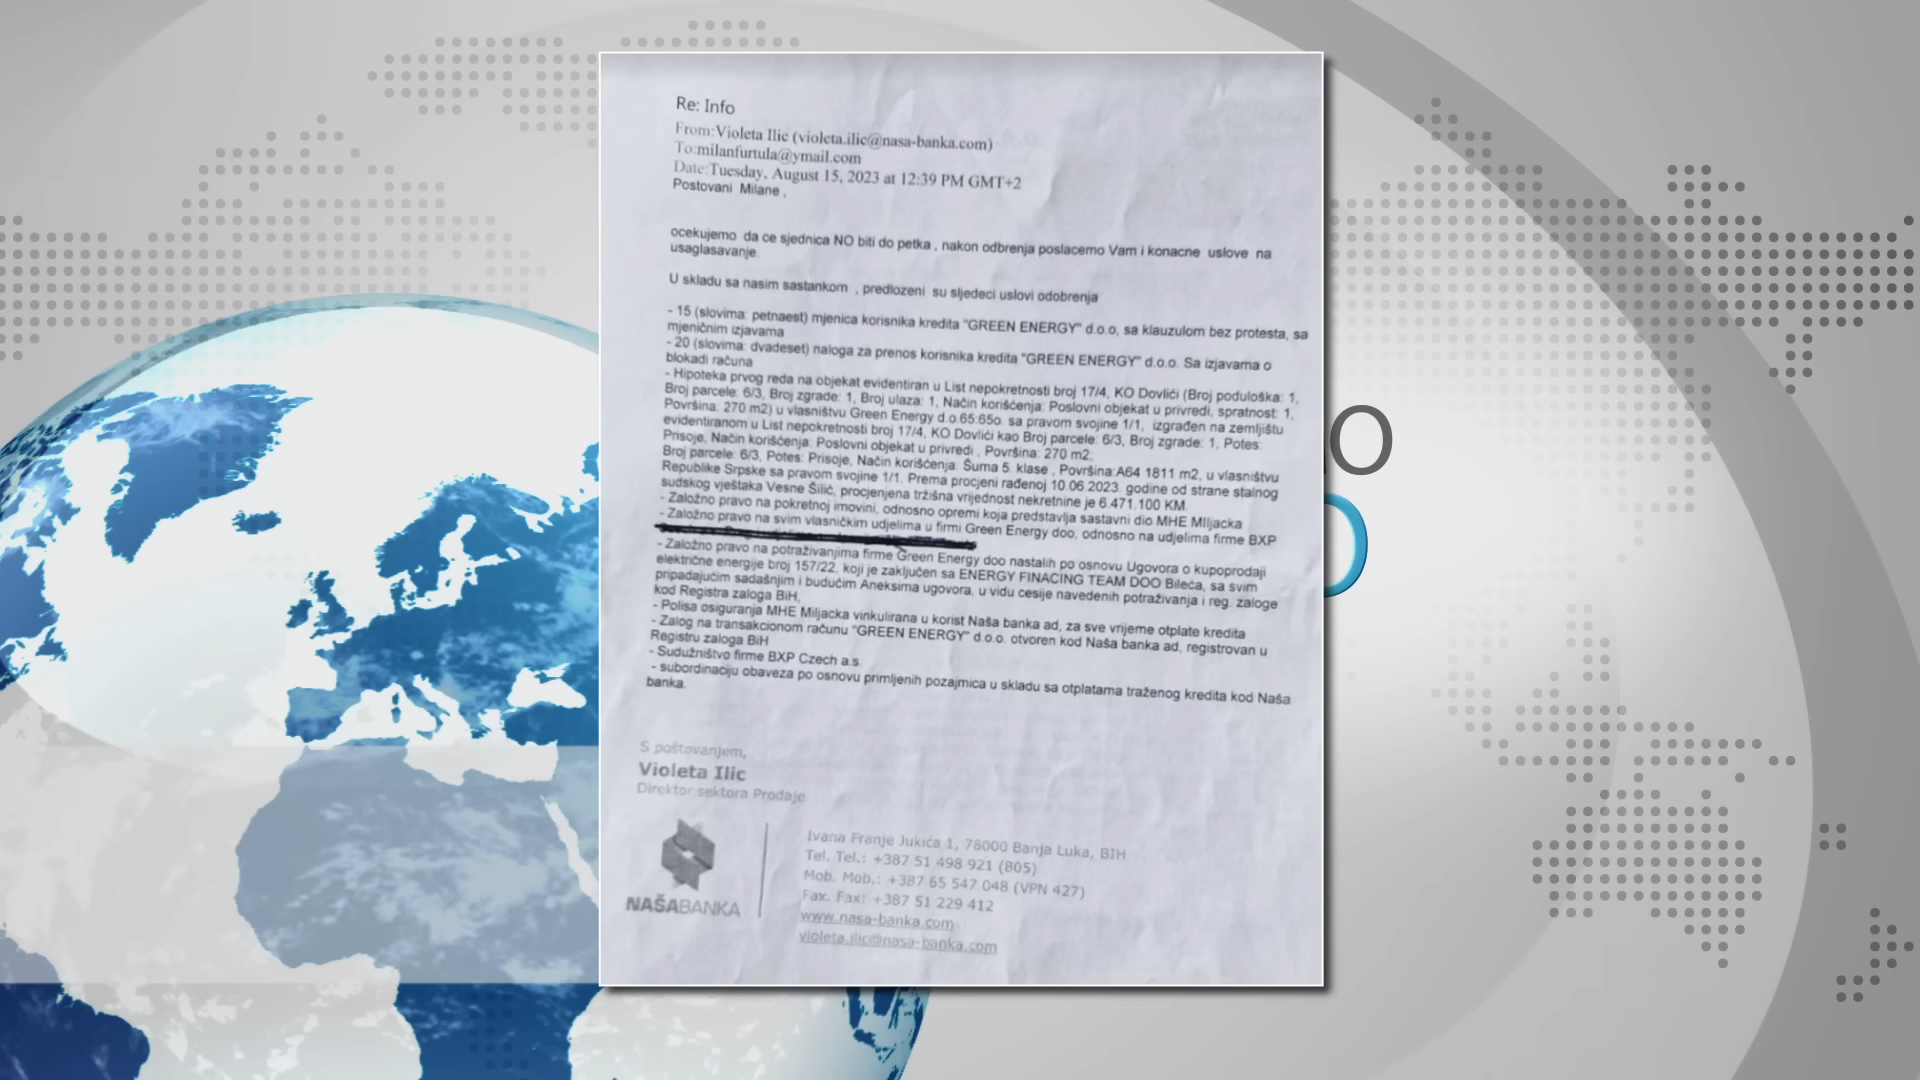 Re: Info
From:Violeta Ilic (violeta.ilic@nasa-banka.com)
To:milanfurtula@ymail.com
Date:Tuesday, August 15, 2023 at 12:39 PM GMT+2
Postovani Milane ,
ocekujemo da ce sjednica NO biti do petka , nakon odbrenja poslacemo Vam i konacne uslove na
usaglasavanje.
U skladu sa nasim sastankom , predlozeni su sljedeci uslovi odobrenja
- 15 (slovima: petnaest) mjenica korisnika kredita "GREEN ENERGY" d.o.o, sa klauzulom bez protesta, sa
mjeničnim izjavama
- 20 (slovima: dvadeset) naloga za prenos korisnika kredita "GREEN ENERGY" d.o.o. Sa izjavama o
blokadi računa
- Hipoteka prvog reda na objekat evidentiran u List nepokretnosti broj 17/4, KO Dovlići (Broj poduloška: 1,
Broj parcele: 6/3, Broj zgrade: 1, Broj ulaza: 1, Način korišćenja: Poslovni objekat u privredi, spratnost: 1,
Površina: 270 m2) u vlasništvu Green Energy d.o.65:65o. sa pravom svojine 1/1, izgrađen na zemljištu
evidentiranom u List nepokretnosti broj 17/4, KO Dovlići kao Broj parcele: 6/3, Broj zgrade: 1, Potes:
Prisoje, Način korišćenja: Poslovni objekat u privredi , Površina: 270 m2;
Broj parcele: 6/3, Potes: Prisoje, Način korišćenja: Šuma 5. klase , Površina:A64 1811 m2, u vlasništvu
Republike Srpske sa pravom svojine 1/1. Prema procjeni rađenoj 10.06.2023. godine od strane stalnog
sudskog vještaka Vesne Šilić, procjenjena tržišna vrijednost nekretnine je 6.471.100 KM.
- Založno pravo na pokretnoj imovini, odnosno opremi koja predstavlja sastavni dio MHE MIljacka
- Založno pravo na svim vlasničkim udjelima u firmi Green Energy doo, odnosno na udjelima firme BXP
- Založno pravo na potraživanjima firme Green Energy doo nastalih po osnovu Ugovora o kupoprodaji
električne energije broj 157/22, koji je zaključen sa ENERGY FINACING TEAM DOO Bileća, sa svim
pripadajućim sadašnjim i budućim Aneksima ugovora, u vidu cesije navedenih potraživanja i reg. zaloge
kod Registra zaloga BiH,
- Polisa osiguranja MHE Miljacka vinkulirana u korist Naša banka ad, za sve vrijeme otplate kredita
- Zalog na transakcionom računu "GREEN ENERGY" d.o.o. otvoren kod Naša banka ad, registrovan u
Registru zaloga BiH
- Sudužništvo firme BXP Czech a.s.
- subordinaciju obaveza po osnovu primljenih pozajmica u skladu sa otplatama traženog kredita kod Naša
banka.
S poštovanjem,
Violeta Ilic
Direktor sektora Prodaje
NAŠABANKA
Ivana Franje Jukića 1, 78000 Banja Luka, BIH
Tel. Tel.: +387 51 498 921 (805)
Mob. Mob.: +387 65 547 048 (VPN 427)
Fax. Fax: +387 51 229 412
www.nasa-banka.com
violeta.ilic@nasa-banka.com